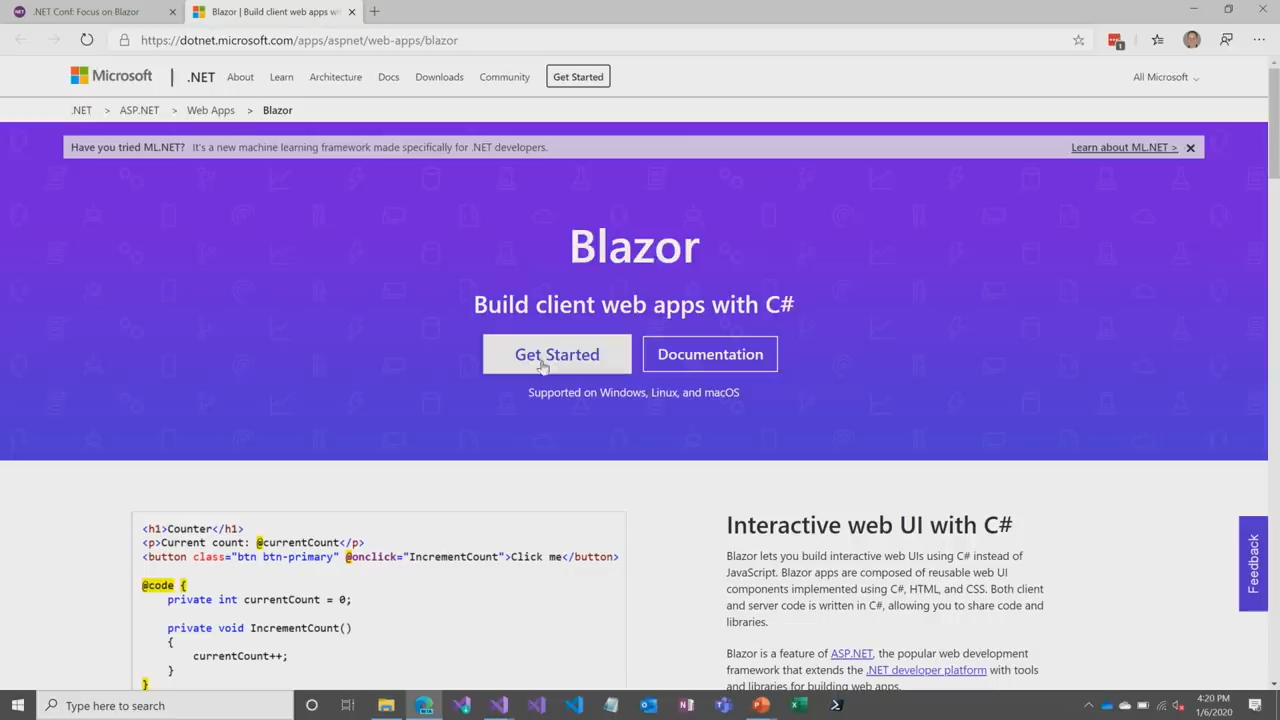 .NET Conf: Focus on Blazor
Blazor | Build client web apps wi
https://dotnet.microsoft.com/apps/aspnet/web-apps/blazor
1
Microsoft
.NET
About
Learn
Architecture
Docs
Downloads
Community
Get Started
All Microsoft
.NET > ASP.NET > Web Apps > Blazor
Have you tried ML.NET? It's a new machine learning framework made specifically for .NET developers.
Learn about ML.NET >
Blazor
Build client web apps with C#
Get Started
Documentation
Supported on Windows, Linux, and macOS
<h1>Counter</h1>
<p>Current count: @currentCount</p>
<button class="btn btn-primary" @onclick="IncrementCount">Click me</button>
@code {
private int currentCount = 0;
private void IncrementCount()
{
currentCount++;
}
}
Interactive web UI with C#
Blazor lets you build interactive web UIs using C# instead of
JavaScript. Blazor apps are composed of reusable web UI
components implemented using C#, HTML, and CSS. Both client
and server code is written in C#, allowing you to share code and
libraries.
Blazor is a feature of ASP.NET, the popular web development
framework that extends the .NET developer platform with tools
and libraries for building web apps.
Feedback
Type here to search
4:20 PM
1/6/2020